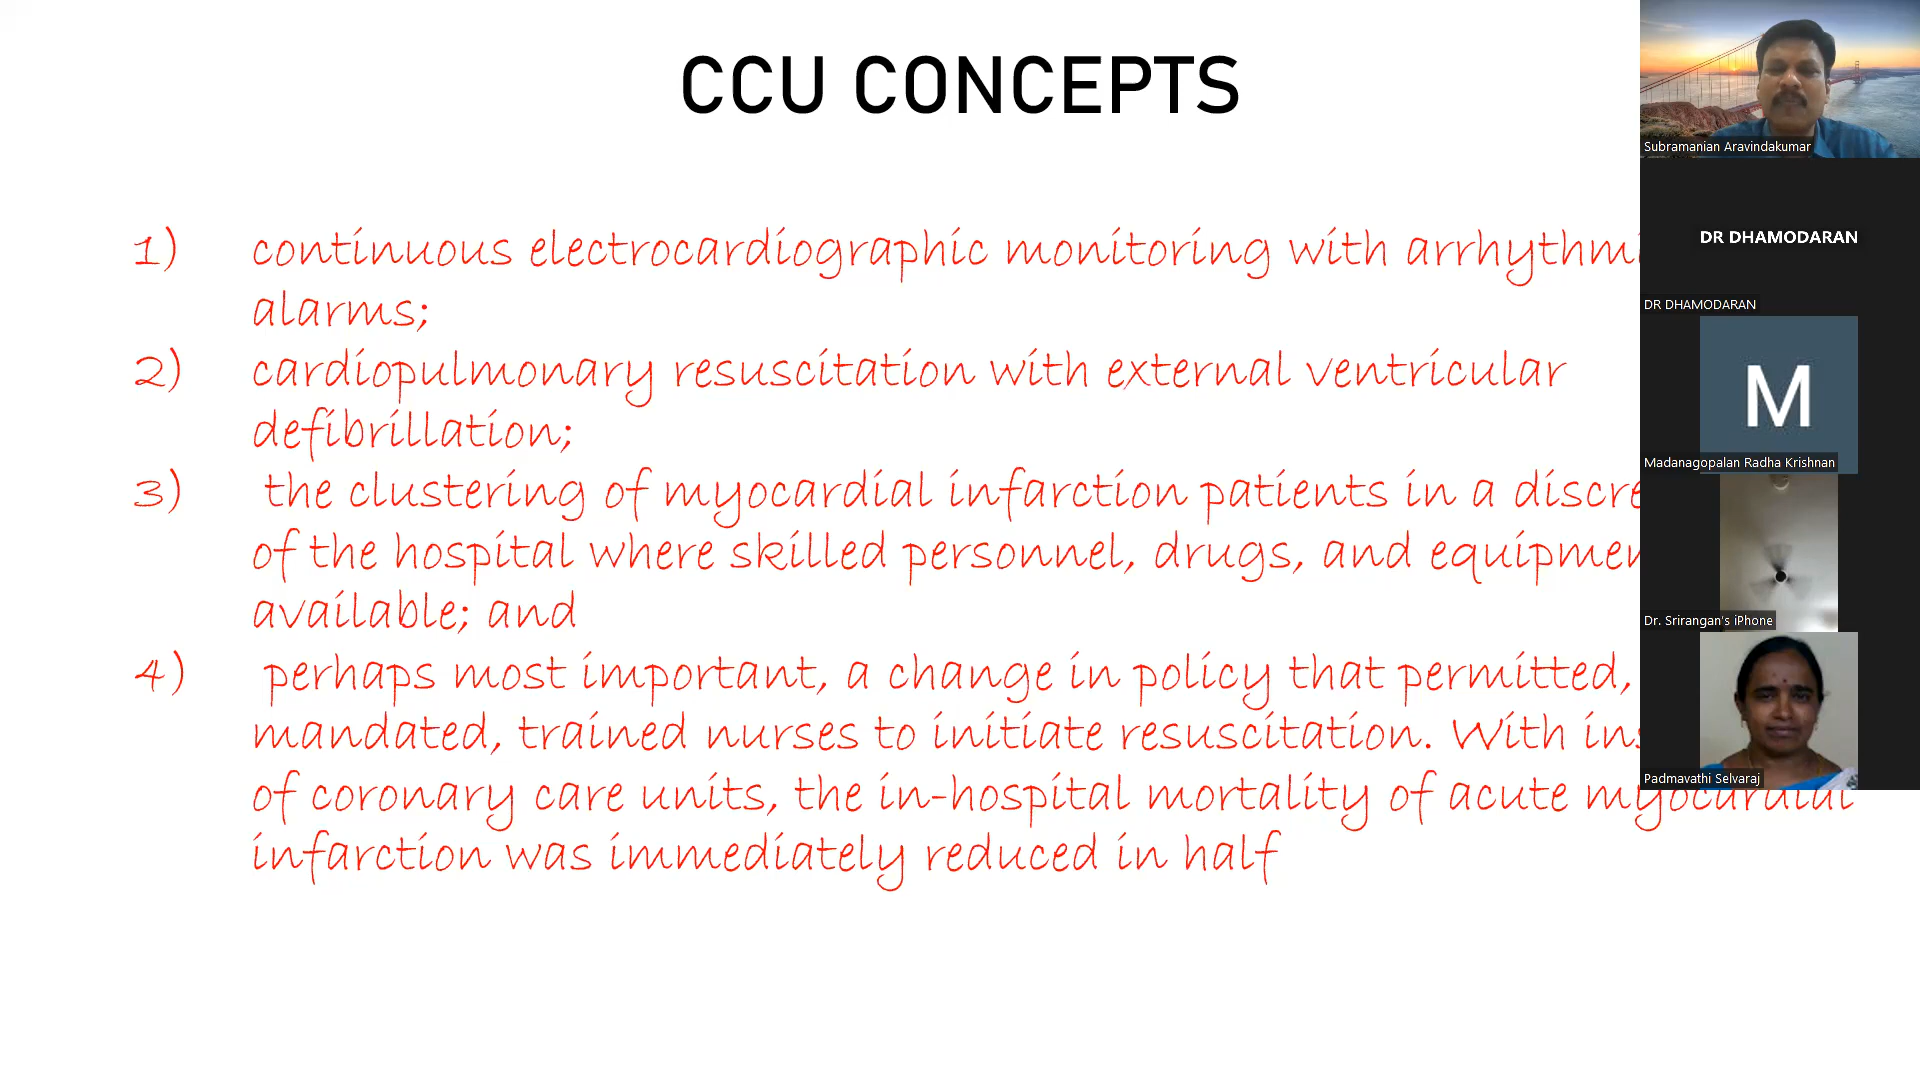 CCU CONCEPTS
1) continuous electrocardiographic monitoring with
alarms;
2) cardiopulmonary resuscitation with external ventricular
defibrillation;
3) the clustering of myocardial infarction patients in a
of the hospital where skilled personnel, drugs, and
available; and
4) perhaps most important, a change in policy that permitted,
mandated, trained nurses to initiate resuscitation. With
of coronary care units, the in-hospital mortality of acute myocardial
infarction was immediately reduced in half
Subramanian Aravindakumar
DR DHAMODARAN
DR DHAMODARAN
M
Madanagopalan Radha Krishnan
Dr. Srirangan's iPhone
Padmavathi Selvaraj